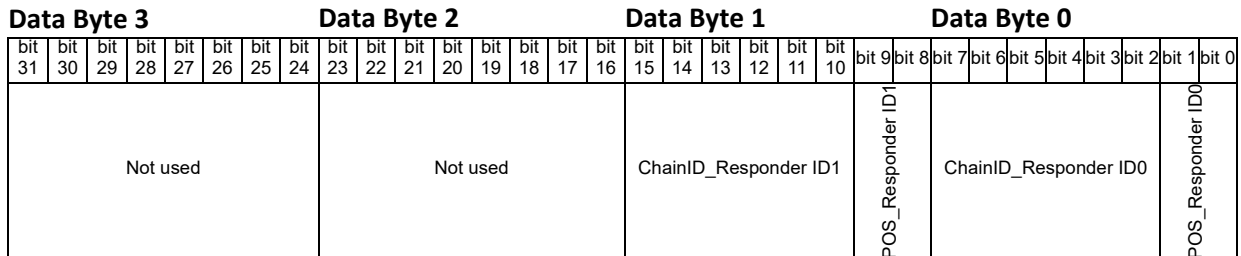 Data Byte 3 Data Byte 2 Data Byte 1 Data Byte 0
bit 31 bit 30 bit 29 bit 28 bit 27 bit 26 bit 25 bit 24 bit 23 bit 22 bit 21 bit 20 bit 19 bit 18 bit 17 bit 16 bit 15 bit 14 bit 13 bit 12 bit 11 bit 10 bit 9 bit 8 bit 7 bit 6 bit 5 bit 4 bit 3 bit 2 bit 1 bit 0
Not used Not used ChainID_Responder ID1 POS_Responder ID1 ChainID_Responder ID0 POS_Responder ID0